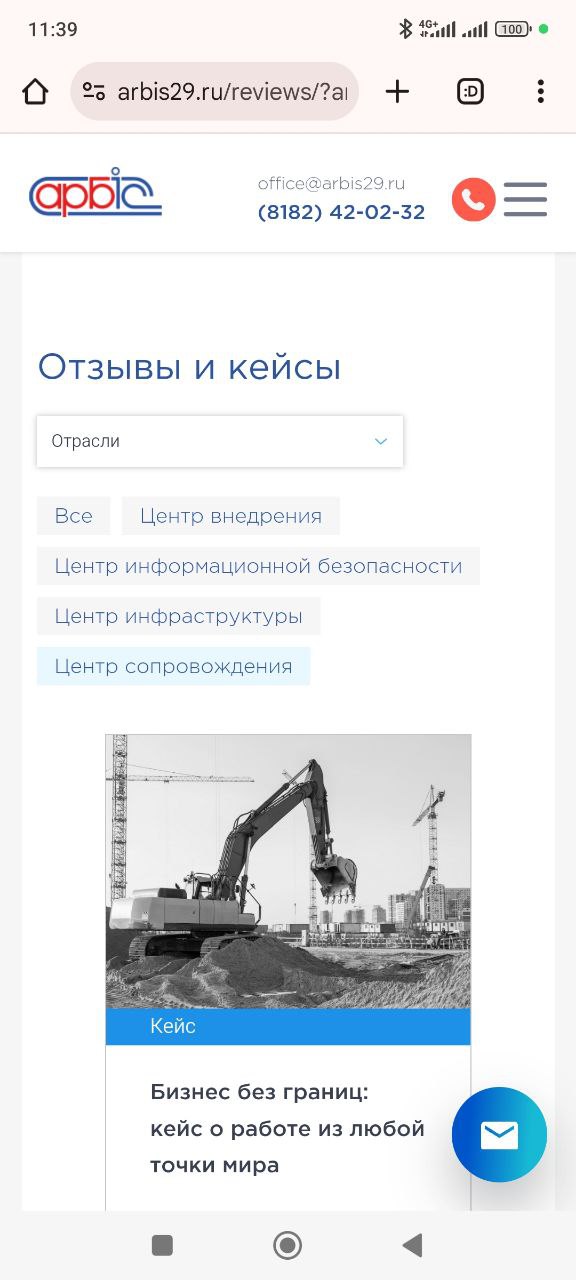 11:39
4G+
100
arbis29.ru/reviews/?a
:D
арбіс
office@arbis29.ru
(8182) 42-02-32
Отзывы и кейсы
Отрасли
Все
Центр внедрения
Центр информационной безопасности
Центр инфраструктуры
Центр сопровождения
Кейс
Бизнес без границ:
кейс о работе из любой
точки мира